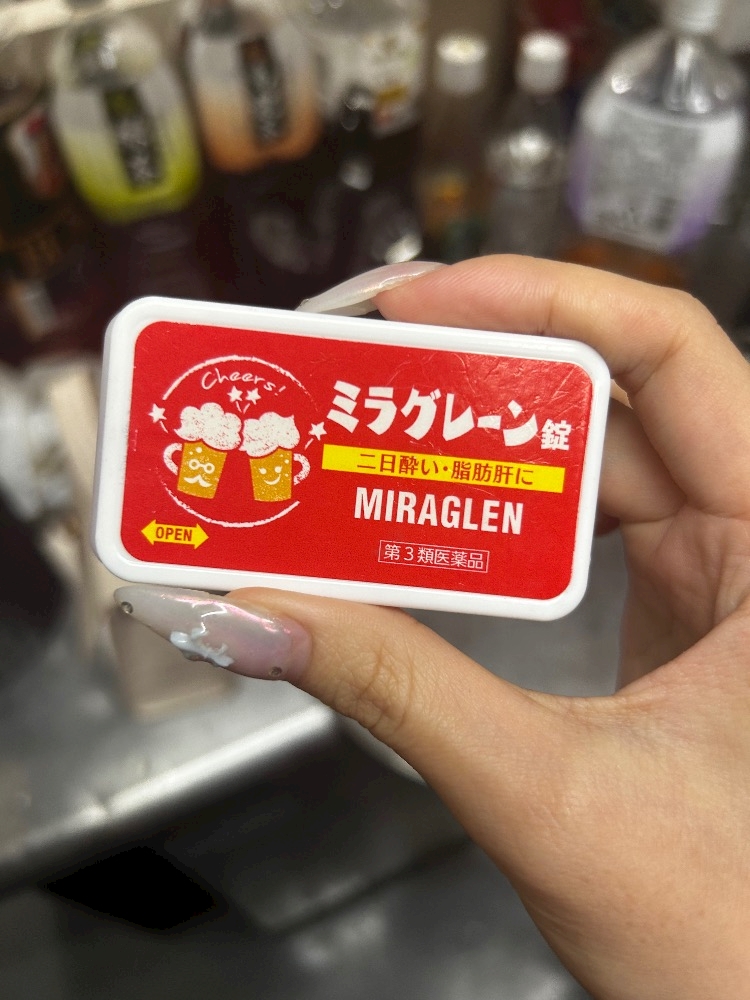 Cheers!
ミラグレーン錠
二日酔い・脂肪肝に
MIRAGLEN
OPEN
第3類医薬品